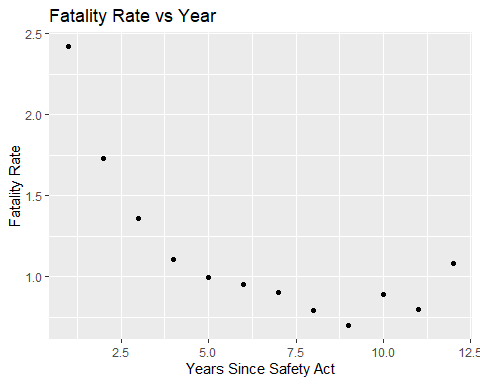 Fatality Rate vs Year
2.5
2.0
1.5
1.0
Fatality Rate
2.5 5.0 7.5 10.0 12.5
Years Since Safety Act